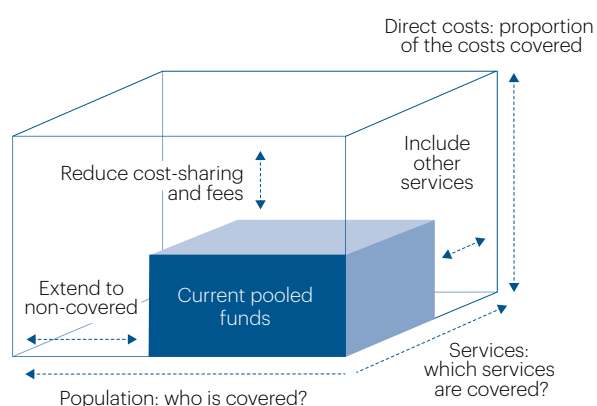 Direct costs: proportion
of the costs covered
Include
other
services
Reduce cost-sharing
and fees
Extend to
non-covered
Current pooled
funds
Services:
which services
are covered?
Population: who is covered?